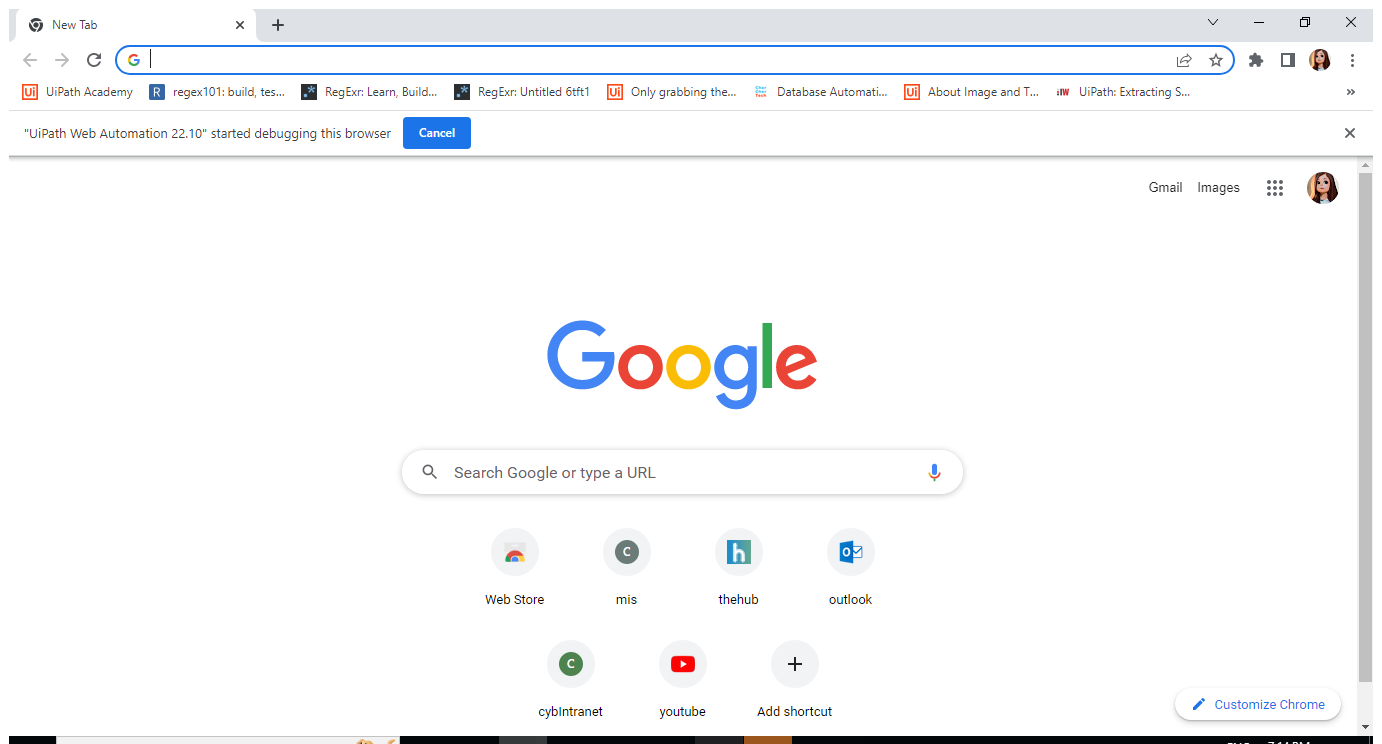 New Tab
UiPath Academy regex101: build, tes... RegExr: Learn, Build... RegExr: Untitled 6tft1 Only grabbing the... Database Automati... About Image and T... UiPath: Extracting S...
"UiPath Web Automation 22.10" started debugging this browser Cancel
Gmail Images
Google
Search Google or type a URL
Web Store mis thehub outlook
cybIntranet youtube Add shortcut
Customize Chrome